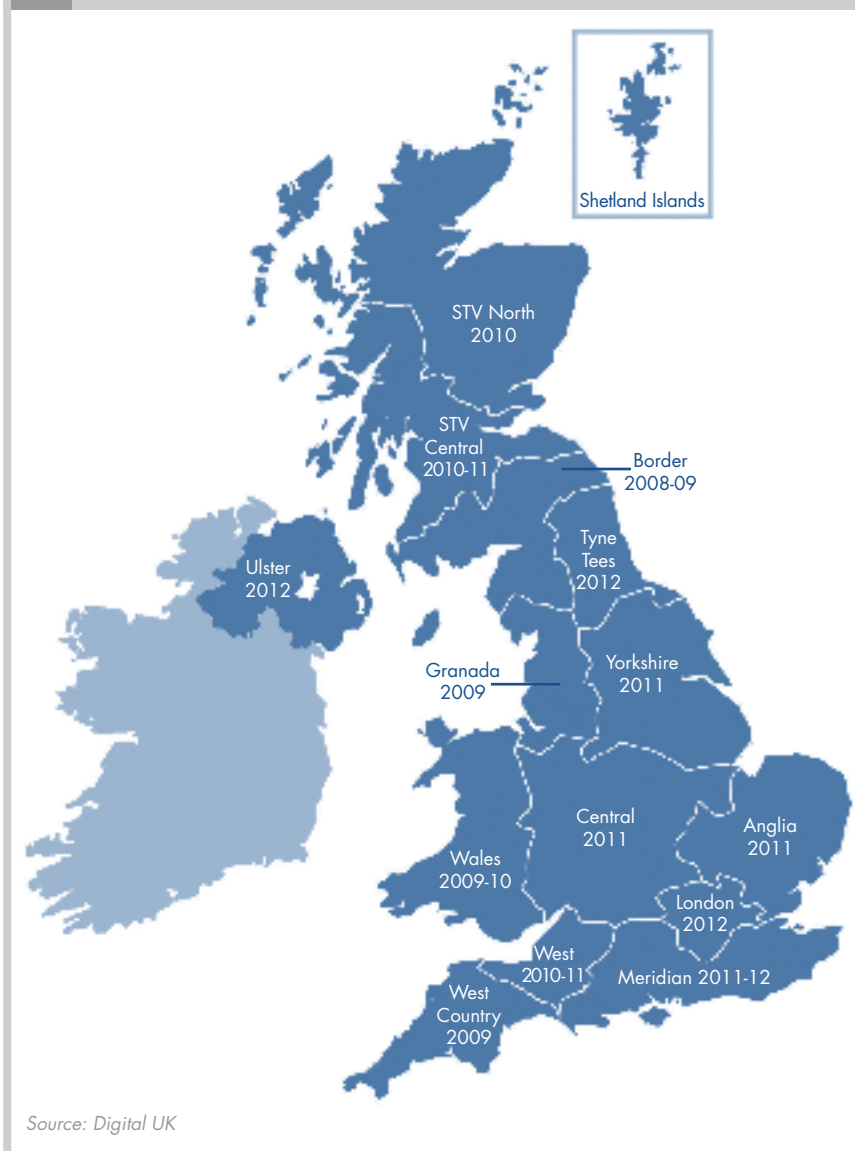 Shetland Islands
STV North
2010
STV
Central
2010-11
Border
2008-09
Tyne
Tees
2012
Ulster
2012
Granada
2009
Yorkshire
2011
Central
2011
Anglia
2011
Wales
2009-10
London
2012
West
2010-11
Meridian 2011-12
West
Country
2009
Source: Digital UK